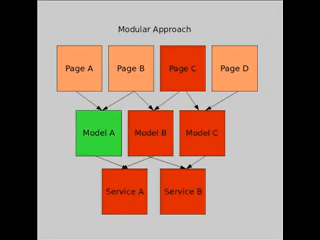 Modular Approach
Page A
Page B
Page C
Page D
Model A
Model B
Model C
Service A
Service B